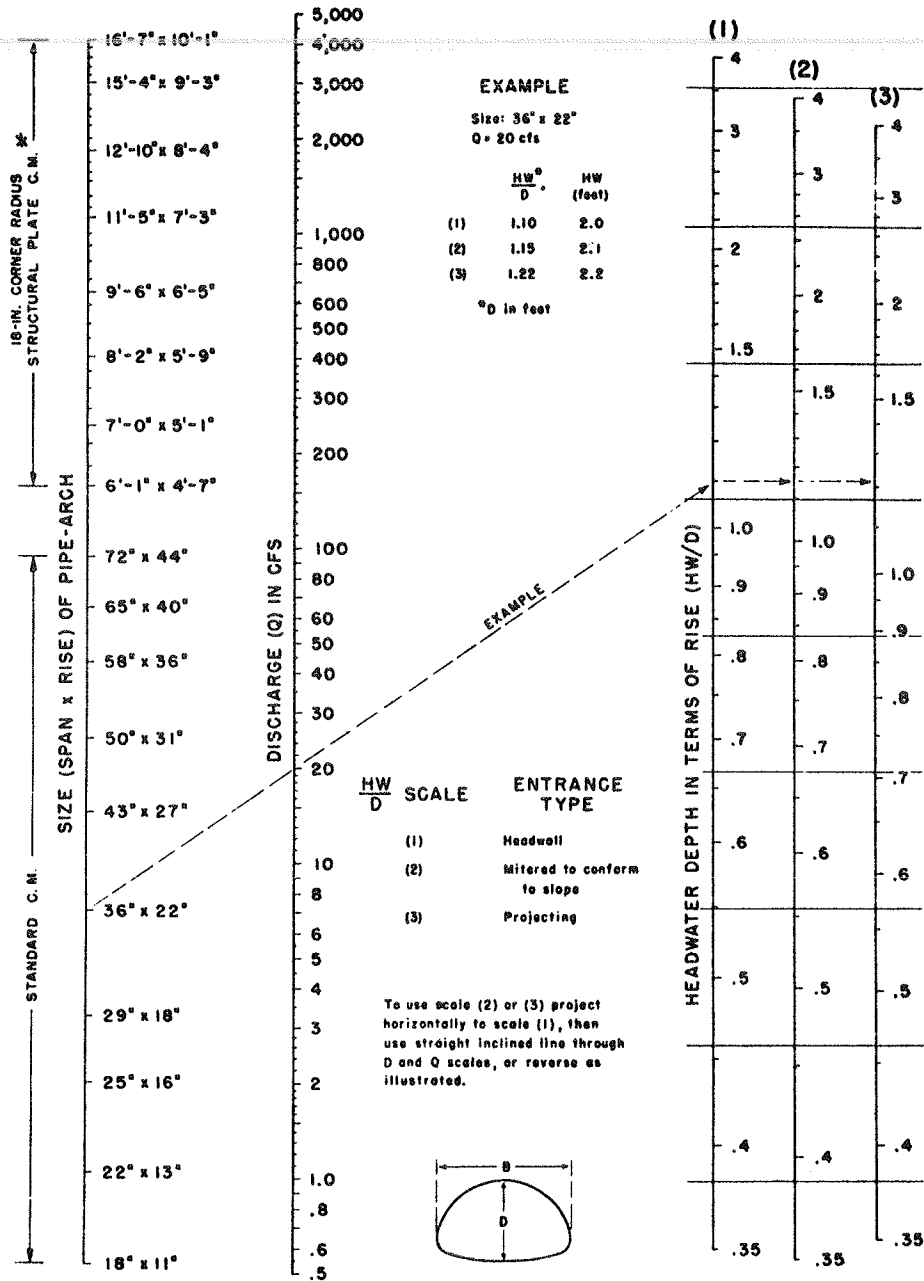 18-IN. CORNER RADIUS *
STRUCTURAL PLATE C.M.
STANDARD C.M.
SIZE (SPAN x RISE) OF PIPE-ARCH
16'-7" x 10'-1"
15'-4" x 9'-3"
12'-10" x 8'-4"
11'-5" x 7'-3"
9'-6" x 6'-5"
8'-2" x 5'-9"
7'-0" x 5'-1"
6'-1" x 4'-7"
72" x 44"
65" x 40"
58" x 36"
50" x 31"
43" x 27"
36" x 22"
29" x 18"
25" x 16"
22" x 13"
18" x 11"
DISCHARGE (Q) IN CFS
5,000
4,000
3,000
2,000
1,000
800
600
500
400
300
200
100
80
60
50
40
30
20
10
8
6
5
4
3
2
1.0
.8
.6
.5
EXAMPLE
Size: 36" x 22"
Q = 20 cfs
HW* HW
D (feet)
(1) 1.10 2.0
(2) 1.15 2.1
(3) 1.22 2.2
*D in feet
EXAMPLE
HW
D SCALE ENTRANCE
TYPE
(1) Headwall
(2) Mitered to conform
to slope
(3) Projecting
To use scale (2) or (3) project
horizontally to scale (1), then
use straight inclined line through
D and Q scales, or reverse as
illustrated.
B
D
HEADWATER DEPTH IN TERMS OF RISE (HW/D)
(1)
4
3
2
1.5
1.0
.9
.8
.7
.6
.5
.4
.35
(2)
4
3
2
1.5
1.0
.9
.8
.7
.6
.5
.4
.35
(3)
4
3
2
1.5
1.0
.9
.8
.7
.6
.5
.4
.35